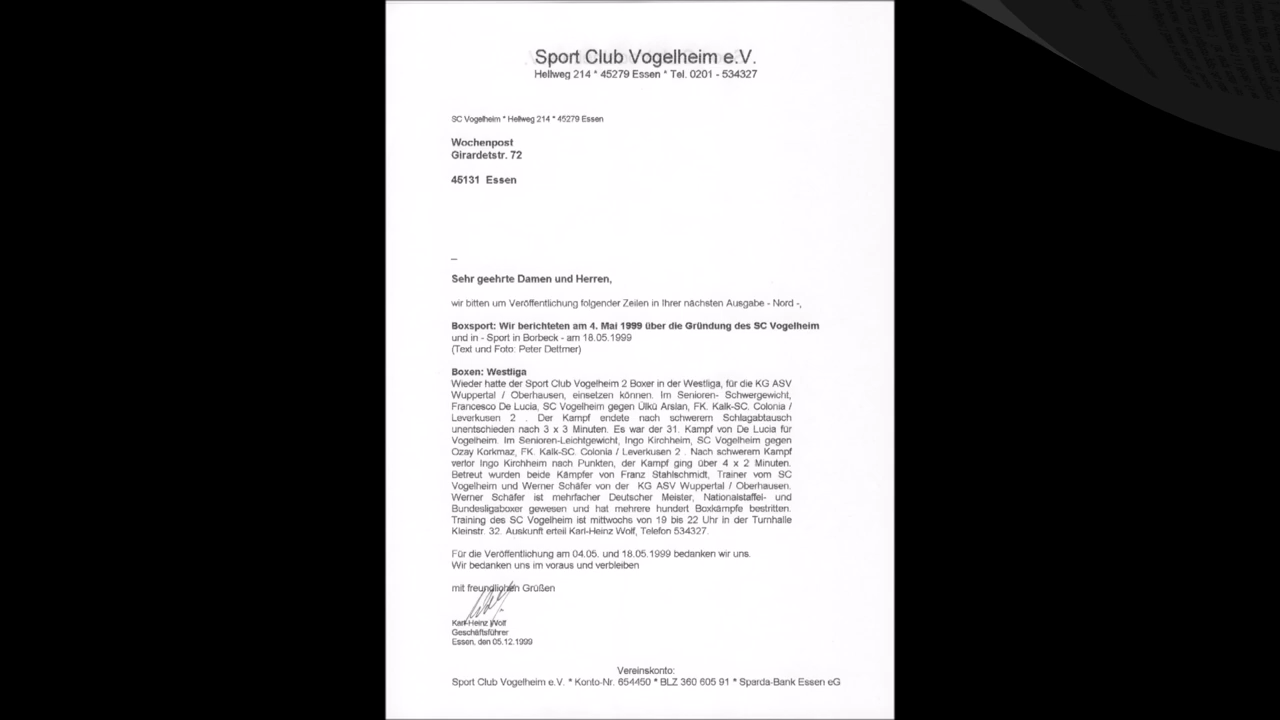 Sport Club Vogelheim e.V.
Hellweg 214 * 45279 Essen * Tel. 0201 - 534327
SC Vogelheim * Hellweg 214 * 45279 Essen
Wochenpost
Girardetstr. 72
45131 Essen
Sehr geehrte Damen und Herren,
wir bitten um Veröffentlichung folgender Zeilen in Ihrer nächsten Ausgabe - Nord -,
Boxsport: Wir berichteten am 4. Mai 1999 über die Gründung des SC Vogelheim
und in - Sport in Borbeck - am 18.05.1999
(Text und Foto: Peter Dettmer)
Boxen: Westliga
Wieder hatte der Sport Club Vogelheim 2 Boxer in der Westliga, für die KG ASV
Wuppertal / Oberhausen, einsetzen können. Im Senioren- Schwergewicht,
Francesco De Lucia, SC Vogelheim gegen Ülkü Arslan, FK. Kalk-SC. Colonia /
Leverkusen 2 . Der Kampf endete nach schwerem Schlagabtausch
unentschieden nach 3 x 3 Minuten. Es war der 31. Kampf von De Lucia für
Vogelheim. Im Senioren-Leichtgewicht, Ingo Kirchheim, SC Vogelheim gegen
Ozay Korkmaz, FK. Kalk-SC. Colonia / Leverkusen 2 . Nach schwerem Kampf
verlor Ingo Kirchheim nach Punkten, der Kampf ging über 4 x 2 Minuten.
Betreut wurden beide Kämpfer von Franz Stahlschmidt, Trainer vom SC
Vogelheim und Werner Schäfer von der KG ASV Wuppertal / Oberhausen.
Werner Schäfer ist mehrfacher Deutscher Meister, Nationalstaffel- und
Bundesligaboxer gewesen und hat mehrere hundert Boxkämpfe bestritten.
Training des SC Vogelheim ist mittwochs von 19 bis 22 Uhr in der Turnhalle
Kleinstr. 32. Auskunft erteil Karl-Heinz Wolf, Telefon 534327.
Für die Veröffentlichung am 04.05. und 18.05.1999 bedanken wir uns.
Wir bedanken uns im voraus und verbleiben
mit freundlichen Grüßen
Karl-Heinz Wolf
Geschäftsführer
Essen, den 05.12.1999
Vereinskonto:
Sport Club Vogelheim e.V. * Konto-Nr. 654450 * BLZ 360 605 91 * Sparda-Bank Essen eG